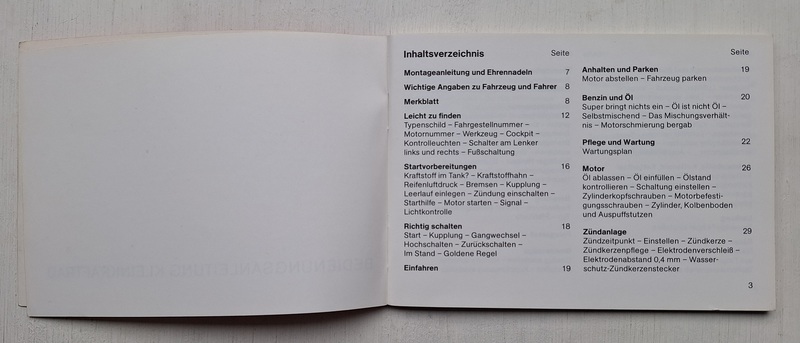 Inhaltsverzeichnis Seite
Montageanleitung und Ehrennadeln 7
Wichtige Angaben zu Fahrzeug und Fahrer 8
Merkblatt 8
Leicht zu finden 12
Typenschild – Fahrgestellnummer –
Motornummer – Werkzeug – Cockpit –
Kontrolleuchten – Schalter am Lenker
links und rechts – Fußschaltung
Startvorbereitungen 16
Kraftstoff im Tank? – Kraftstoffhahn –
Reifenluftdruck – Bremsen – Kupplung –
Leerlauf einlegen – Zündung einschalten –
Starthilfe – Motor starten – Signal –
Lichtkontrolle
Richtig schalten 18
Start – Kupplung – Gangwechsel –
Hochschalten – Zurückschalten –
Im Stand – Goldene Regel
Einfahren 19
Seite
Anhalten und Parken 19
Motor abstellen – Fahrzeug parken
Benzin und Öl 20
Super bringt nichts ein – Öl ist nicht Öl –
Selbstmischend – Das Mischungsverhält-
nis – Motorschmierung bergab
Pflege und Wartung 22
Wartungsplan
Motor 26
Öl ablassen – Öl einfüllen – Ölstand
kontrollieren – Schaltung einstellen –
Zylinderkopfschrauben – Motorbefesti-
gungsschrauben – Zylinder, Kolbenboden
und Auspuffstutzen
Zündanlage 29
Zündzeitpunkt – Einstellen – Zündkerze –
Zündkerzenpflege – Elektrodenverschleiß –
Elektrodenabstand 0,4 mm – Wasser-
schutz-Zündkerzenstecker
3